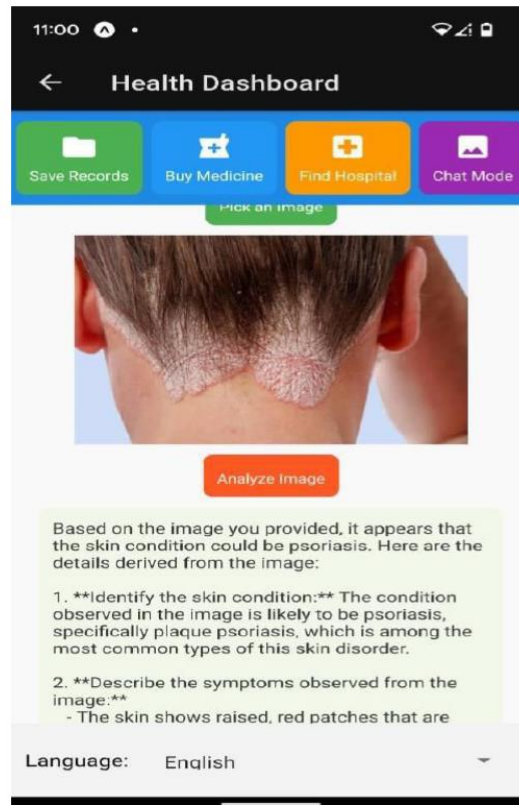 11:00
Health Dashboard
Save Records
Buy Medicine
Find Hospital
Chat Mode
Pick an Image
Analyze Image
Based on the image you provided, it appears that
the skin condition could be psoriasis. Here are the
details derived from the image:
1. **Identify the skin condition:** The condition
observed in the image is likely to be psoriasis,
specifically plaque psoriasis, which is among the
most common types of this skin disorder.
2. **Describe the symptoms observed from the
image:**
- The skin shows raised, red patches that are
Language: English